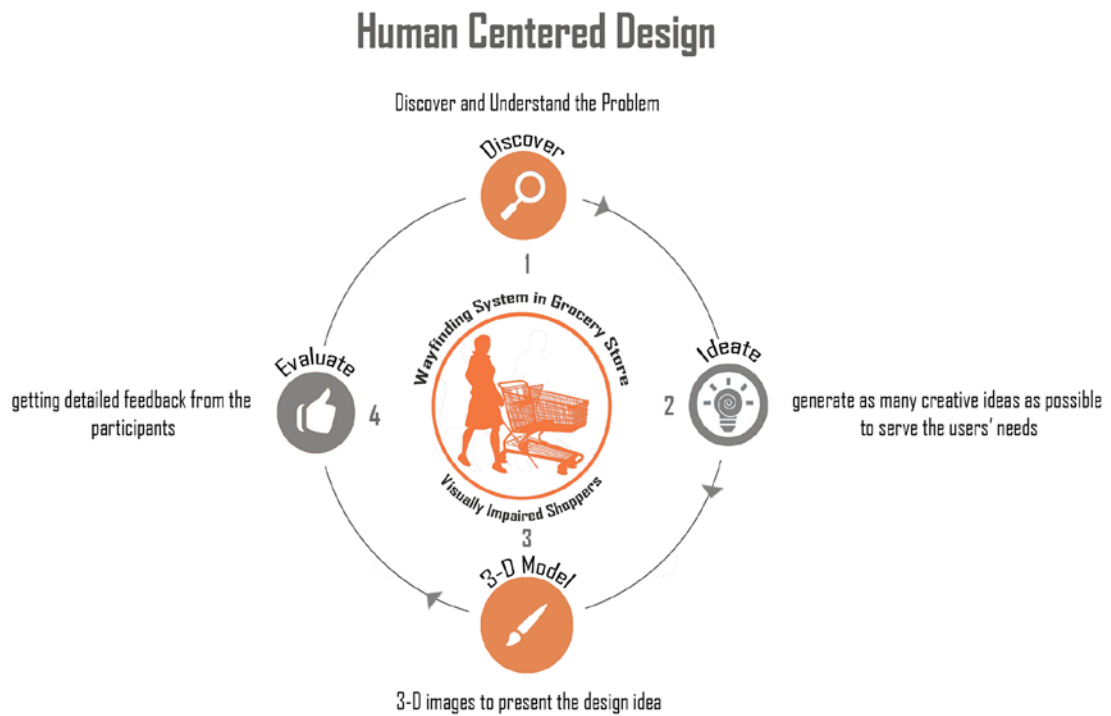 Human Centered Design
Discover and Understand the Problem
Discover
1
Wayfinding System in Grocery Store
Ideate
2
generate as many creative ideas as possible
to serve the users' needs
Evaluate
4
getting detailed feedback from the
participants
Visually Impaired Shoppers
3
3-D Model
3-D images to present the design idea